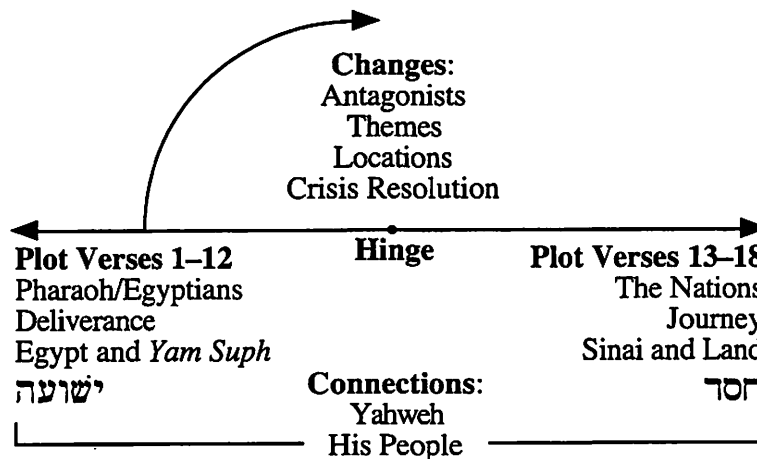 Changes:
Antagonists
Themes
Locations
Crisis Resolution
Hinge
Plot Verses 1–12
Pharaoh/Egyptians
Deliverance
Egypt and Yam Suph
ישועה
Plot Verses 13–18
The Nations
Journey
Sinai and Land
חסד
Connections:
Yahweh
His People